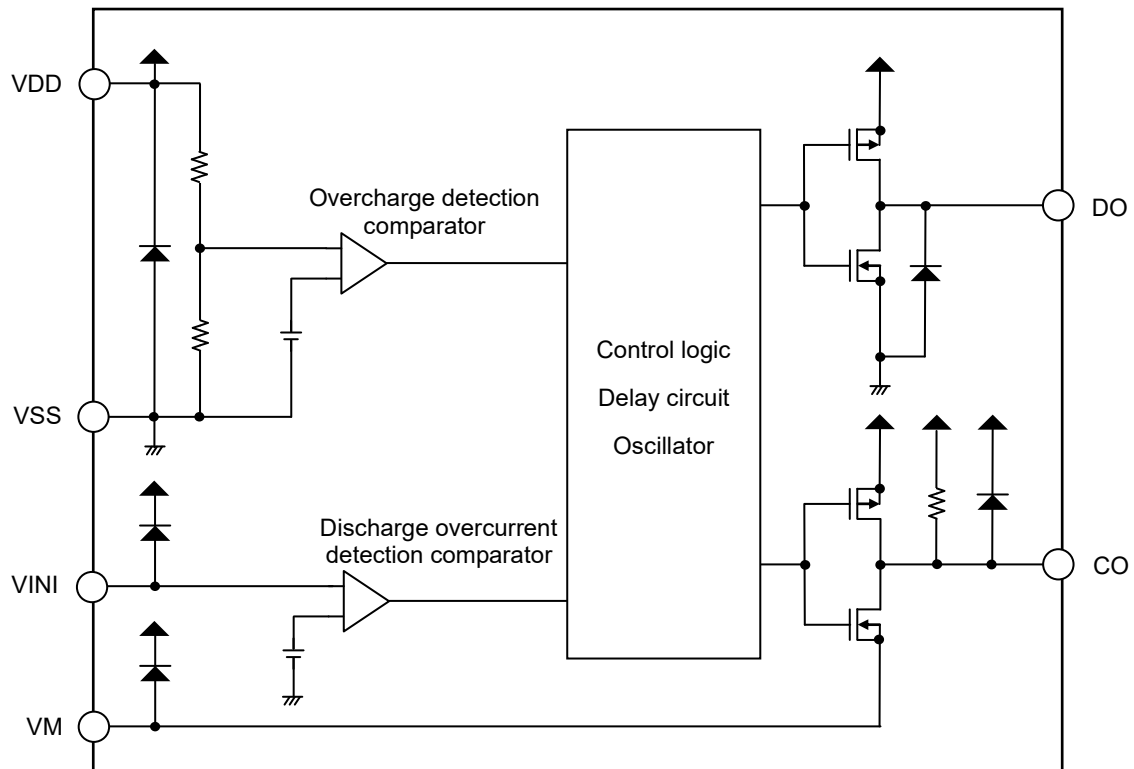 VDD
Overcharge detection
comparator
DO
Control logic
Delay circuit
Oscillator
VSS
Discharge overcurrent
detection comparator
VINI
CO
VM